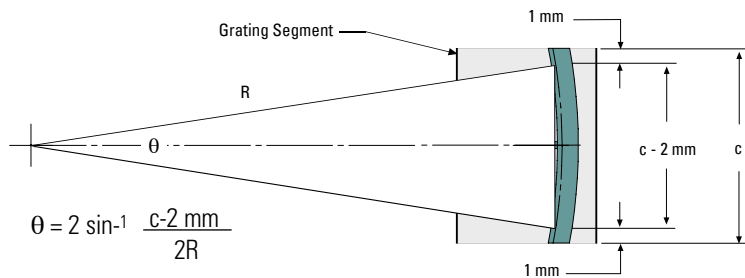 1 mm
Grating Segment
R
θ
c - 2 mm
c
θ = 2 sin-1 c-2 mm
2R
1 mm